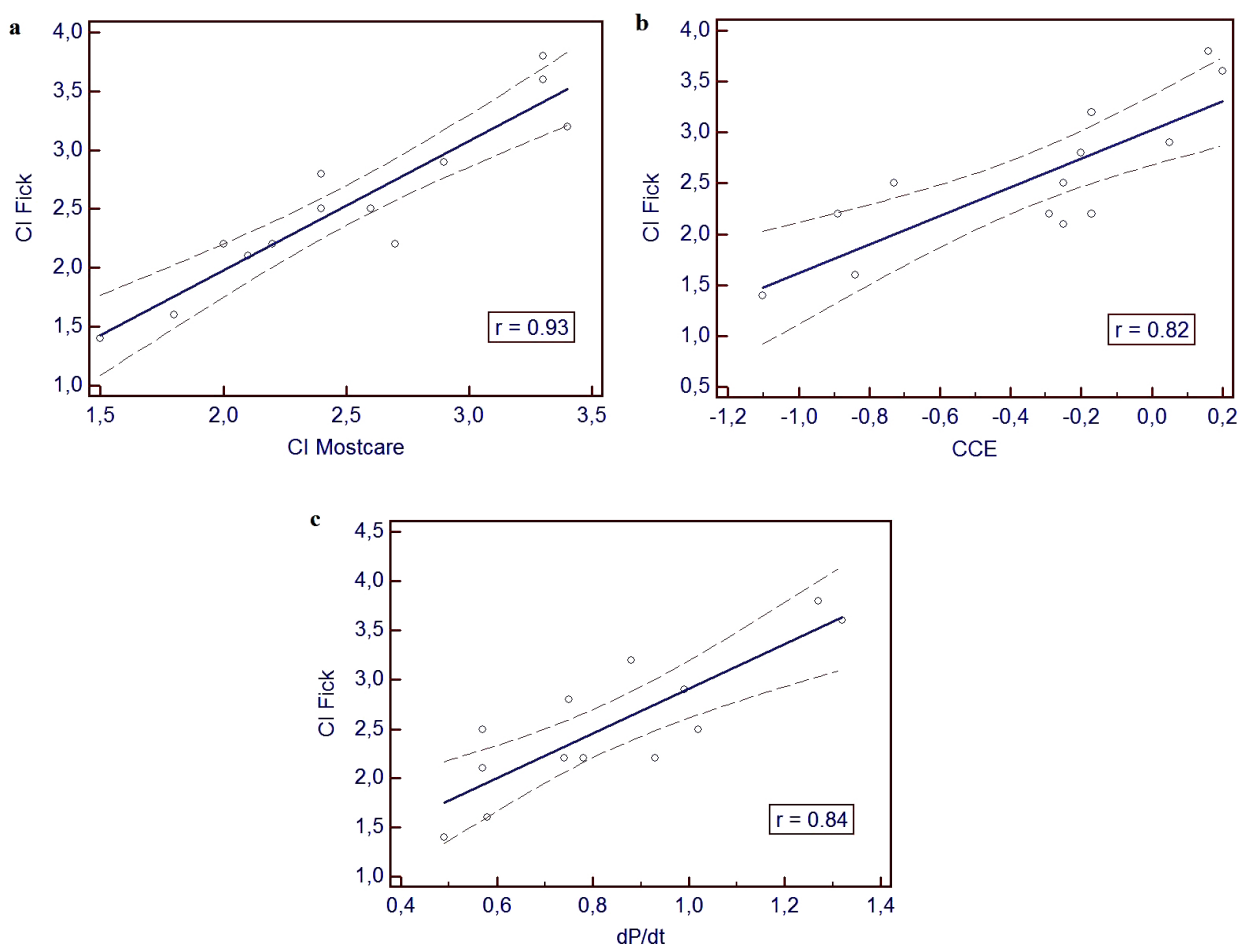 a
CI Fick
4,0
3,5
3,0
2,5
2,0
1,5
1,0
r = 0.93
1,5 2,0 2,5 3,0 3,5
CI Mostcare
b
CI Fick
4,0
3,5
3,0
2,5
2,0
1,5
1,0
0,5
r = 0.82
-1,2 -1,0 -0,8 -0,6 -0,4 -0,2 0,0 0,2
CCE
c
CI Fick
4,5
4,0
3,5
3,0
2,5
2,0
1,5
1,0
r = 0.84
0,4 0,6 0,8 1,0 1,2 1,4
dP/dt